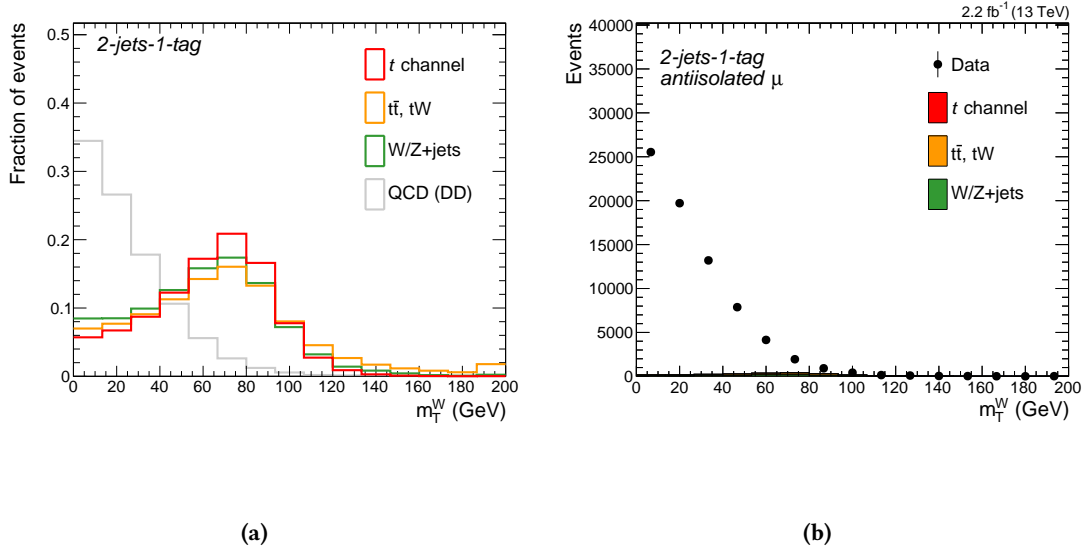 2-jets-1-tag
t channel
tt̄, tW
W/Z+jets
QCD (DD)
Fraction of events
0.5
0.4
0.3
0.2
0.1
0
0 20 40 60 80 100 120 140 160 180 200
m_T^W (GeV)
(a)
2.2 fb⁻¹ (13 TeV)
2-jets-1-tag
antiisolated μ
Data
t channel
tt̄, tW
W/Z+jets
Events
40000
35000
30000
25000
20000
15000
10000
5000
0
0 20 40 60 80 100 120 140 160 180 200
m_T^W (GeV)
(b)